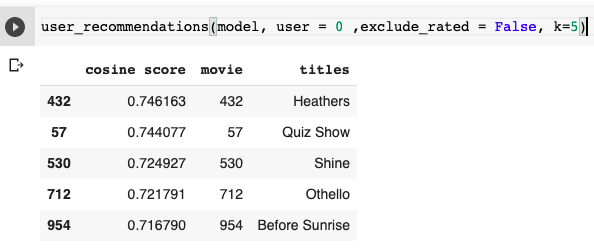 user_recommendations(model, user = 0 ,exclude_rated = False, k=5)
cosine score movie titles
432 0.746163 432 Heathers
57 0.744077 57 Quiz Show
530 0.724927 530 Shine
712 0.721791 712 Othello
954 0.716790 954 Before Sunrise